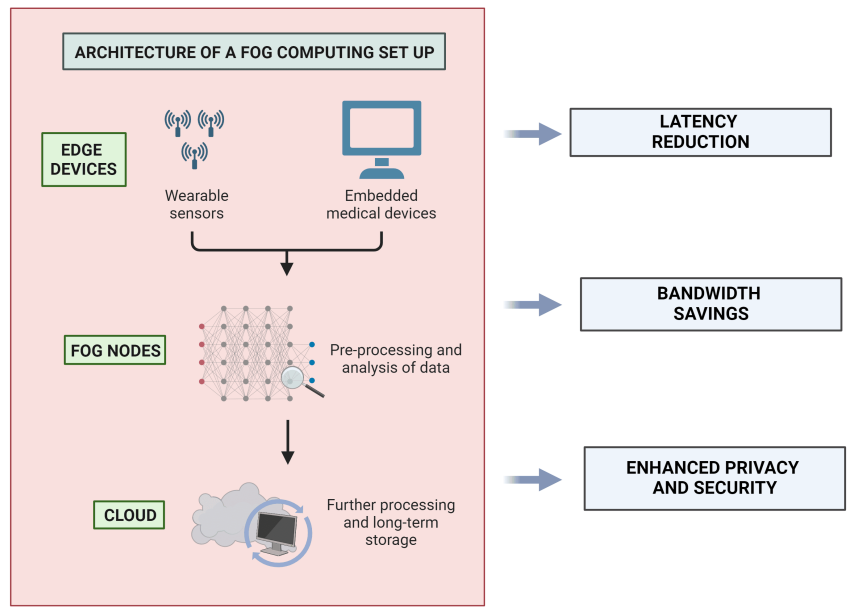 ARCHITECTURE OF A FOG COMPUTING SET UP
EDGE
DEVICES
Wearable
sensors
Embedded
medical devices
FOG NODES
Pre-processing and
analysis of data
CLOUD
Further processing
and long-term
storage
LATENCY
REDUCTION
BANDWIDTH
SAVINGS
ENHANCED PRIVACY
AND SECURITY